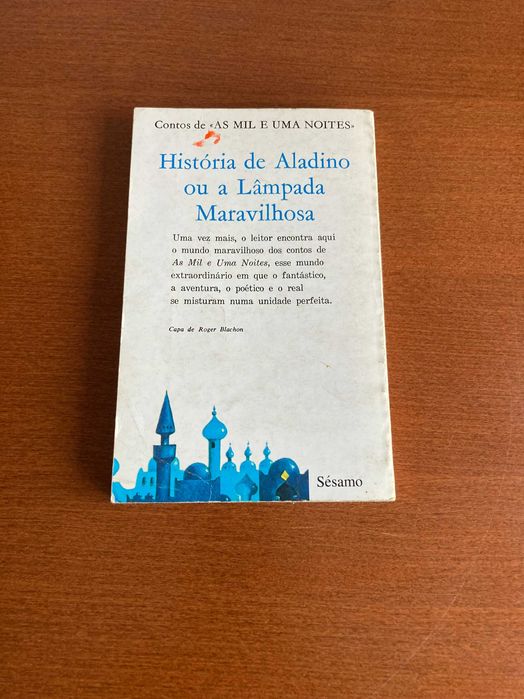 Contos de «AS MIL E UMA NOITES»
História de Aladino
ou a Lâmpada
Maravilhosa
Uma vez mais, o leitor encontra aqui
o mundo maravilhoso dos contos de
As Mil e Uma Noites, esse mundo
extraordinário em que o fantástico,
a aventura, o poético e o real
se misturam numa unidade perfeita.
Capa de Roger Blachon
Sésamo